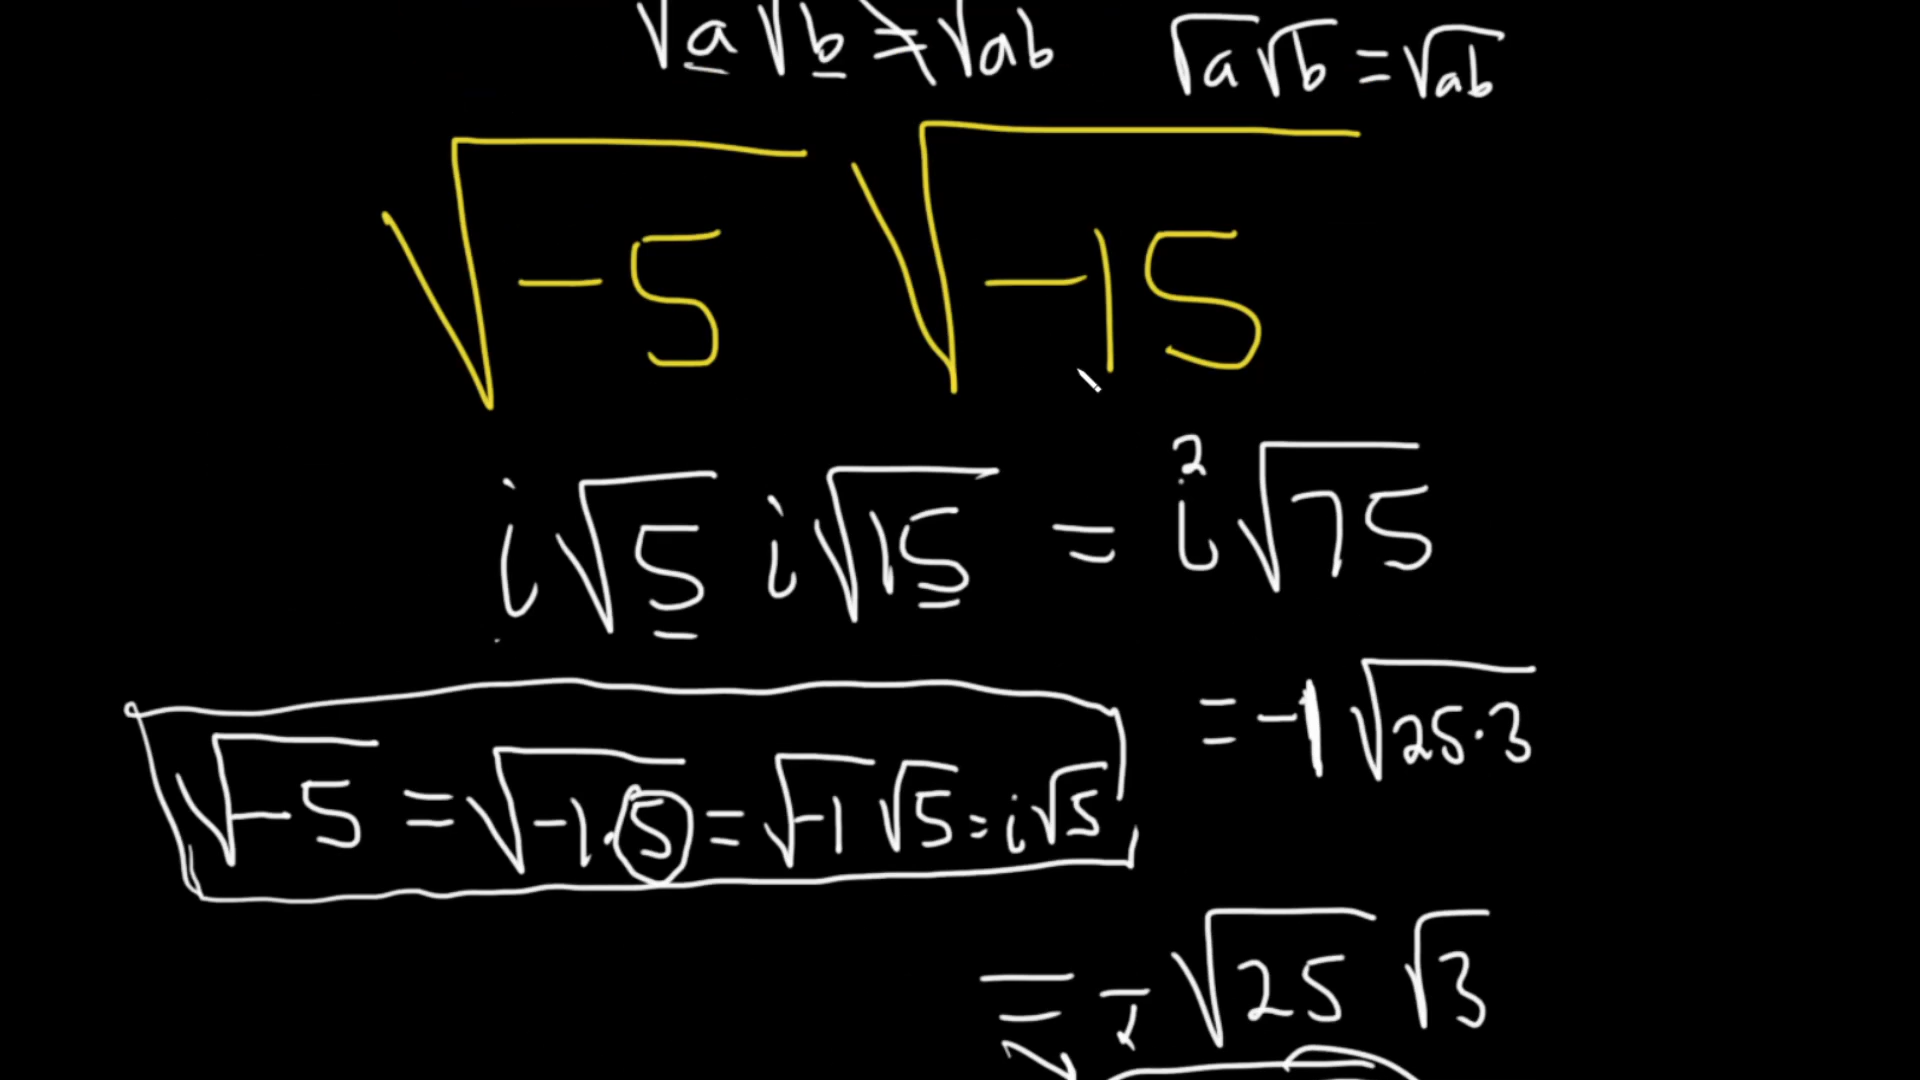 √a √b ≠ √ab √a √b = √ab
√-5 √-15
i√5 i√15 = i²√75
= -1 √25·3
√-5 = √-1·5 = √-1 √5 = i√5
= - √25 √3